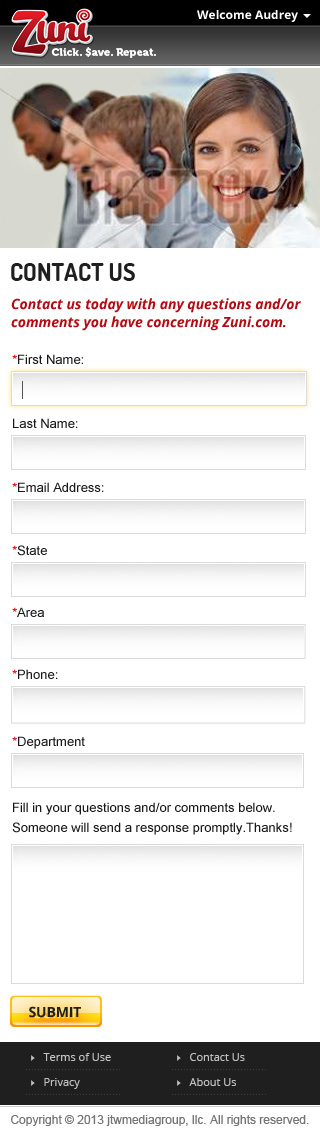 Zuni
Welcome Audrey
Click. $ave. Repeat.
BIGSTOCK
CONTACT US
Contact us today with any questions and/or
comments you have concerning Zuni.com.
*First Name:
Last Name:
*Email Address:
*State
*Area
*Phone:
*Department
Fill in your questions and/or comments below.
Someone will send a response promptly.Thanks!
SUBMIT
Terms of Use
Contact Us
Privacy
About Us
Copyright © 2013 jtwmediagroup, llc. All rights reserved.